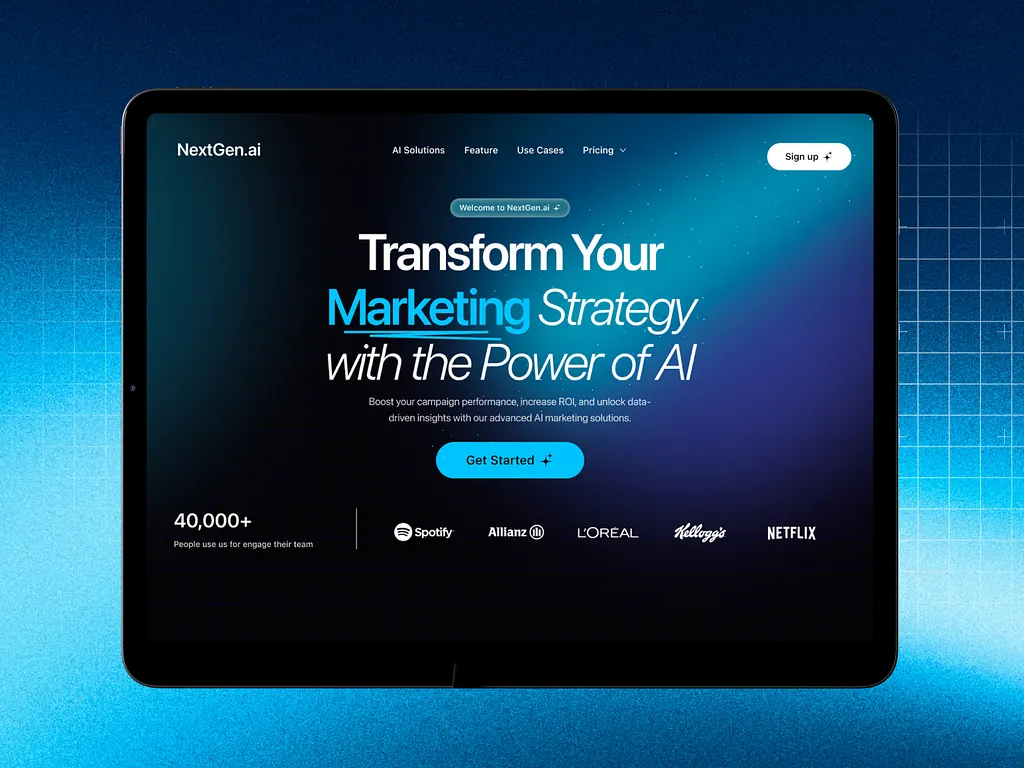 NextGen.ai
AI Solutions
Feature
Use Cases
Pricing
Sign up
Welcome to NextGen.ai
Transform Your
Marketing Strategy
with the Power of AI
Boost your campaign performance, increase ROI, and unlock data-
driven insights with our advanced AI marketing solutions.
Get Started
40,000+
People use us for engage their team
Spotify
Allianz
L'ORÉAL
Kellogg's
NETFLIX